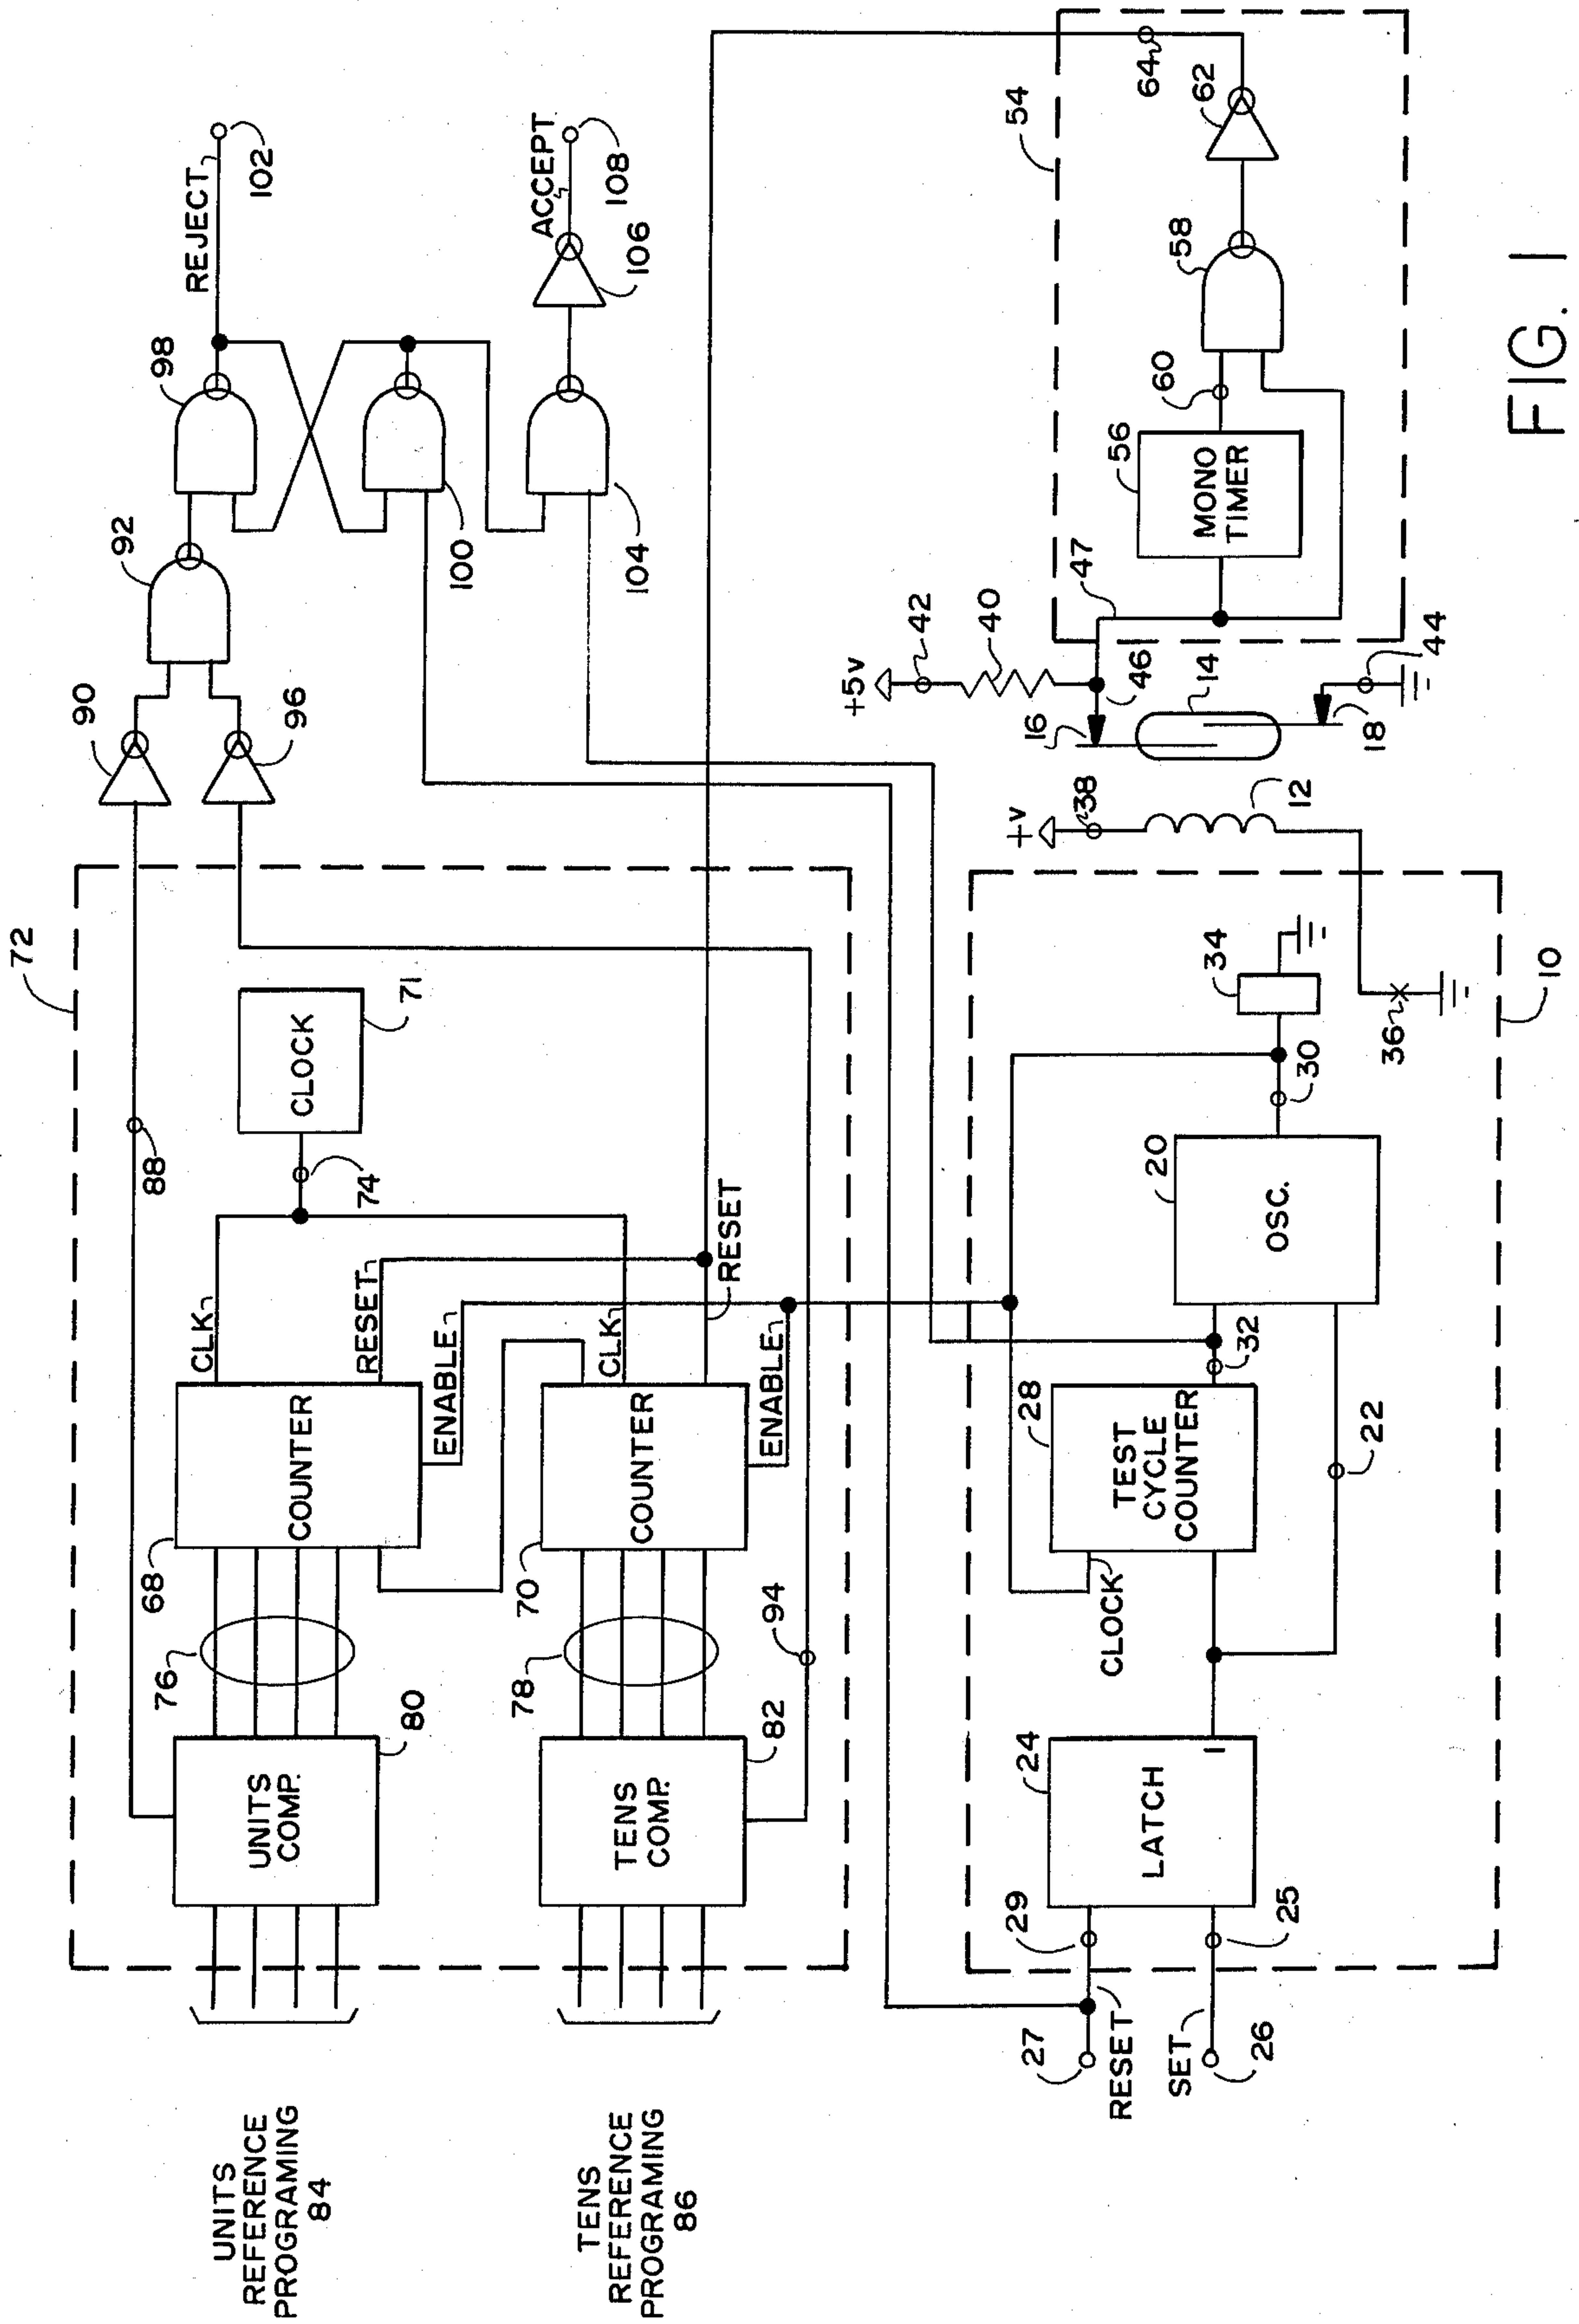 72
88
90
92
98
REJECT
102
96
100
104
106
ACCEPT
108
CLOCK
71
74
CLK
RESET
ENABLE
COUNTER
68
76
UNITS
COMP.
80
UNITS
REFERENCE
PROGRAMING
84
CLK
RESET
ENABLE
COUNTER
70
78
TENS
COMP.
82
94
TENS
REFERENCE
PROGRAMING
86
27
RESET
29
SET
26
25
24
LATCH
1
CLOCK
28
TEST
CYCLE
COUNTER
32
22
20
OSC.
30
34
36
10
+V
38
12
+5V
42
40
16
46
14
18
44
47
54
56
MONO
TIMER
60
58
62
64
FIG. 1